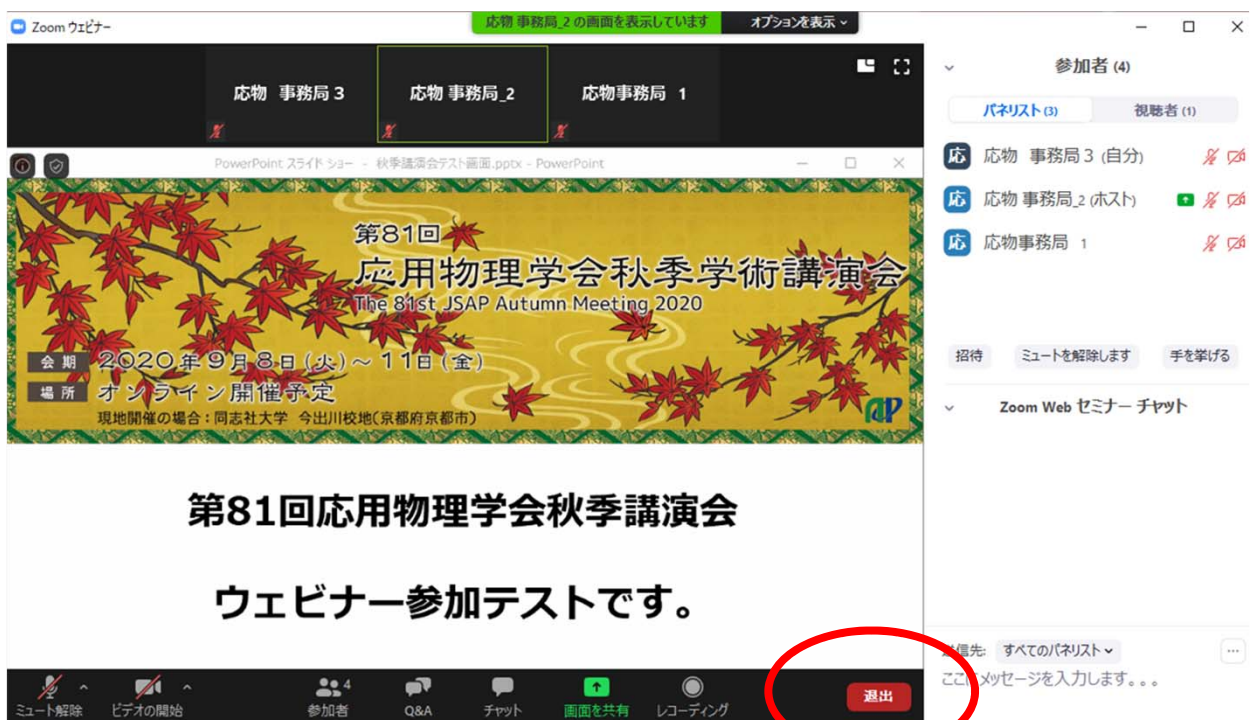 Zoom ウェビナー
応物 事務局_2 の画面を表示しています
オプションを表示
応物 事務局 3
応物 事務局_2
応物事務局 1
PowerPoint スライド ショー - 秋季講演会テスト画面.pptx - PowerPoint
第81回
応用物理学会秋季学術講演会
The 81st JSAP Autumn Meeting 2020
会期 2020年9月8日(火)~11日(金)
場所 オンライン開催予定
現地開催の場合:同志社大学 今出川校地(京都府京都市)
第81回応用物理学会秋季講演会
ウェビナー参加テストです。
ミュート解除
ビデオの開始
4
参加者
Q&A
チャット
画面を共有
レコーディング
退出
参加者 (4)
パネリスト (3)
視聴者 (1)
応 応物 事務局 3 (自分)
応 応物 事務局_2 (ホスト)
応 応物事務局 1
招待
ミュートを解除します
手を挙げる
Zoom Web セミナー チャット
送信先: すべてのパネリスト
ここにメッセージを入力します。。。